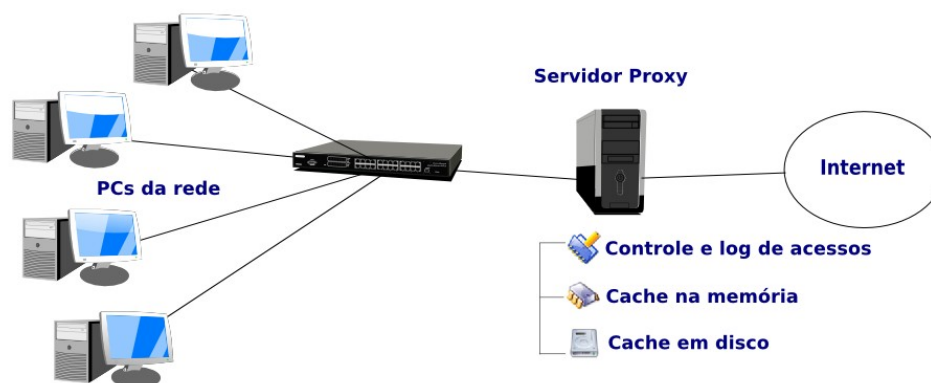 Servidor Proxy
PCs da rede
Internet
Controle e log de acessos
Cache na memória
Cache em disco